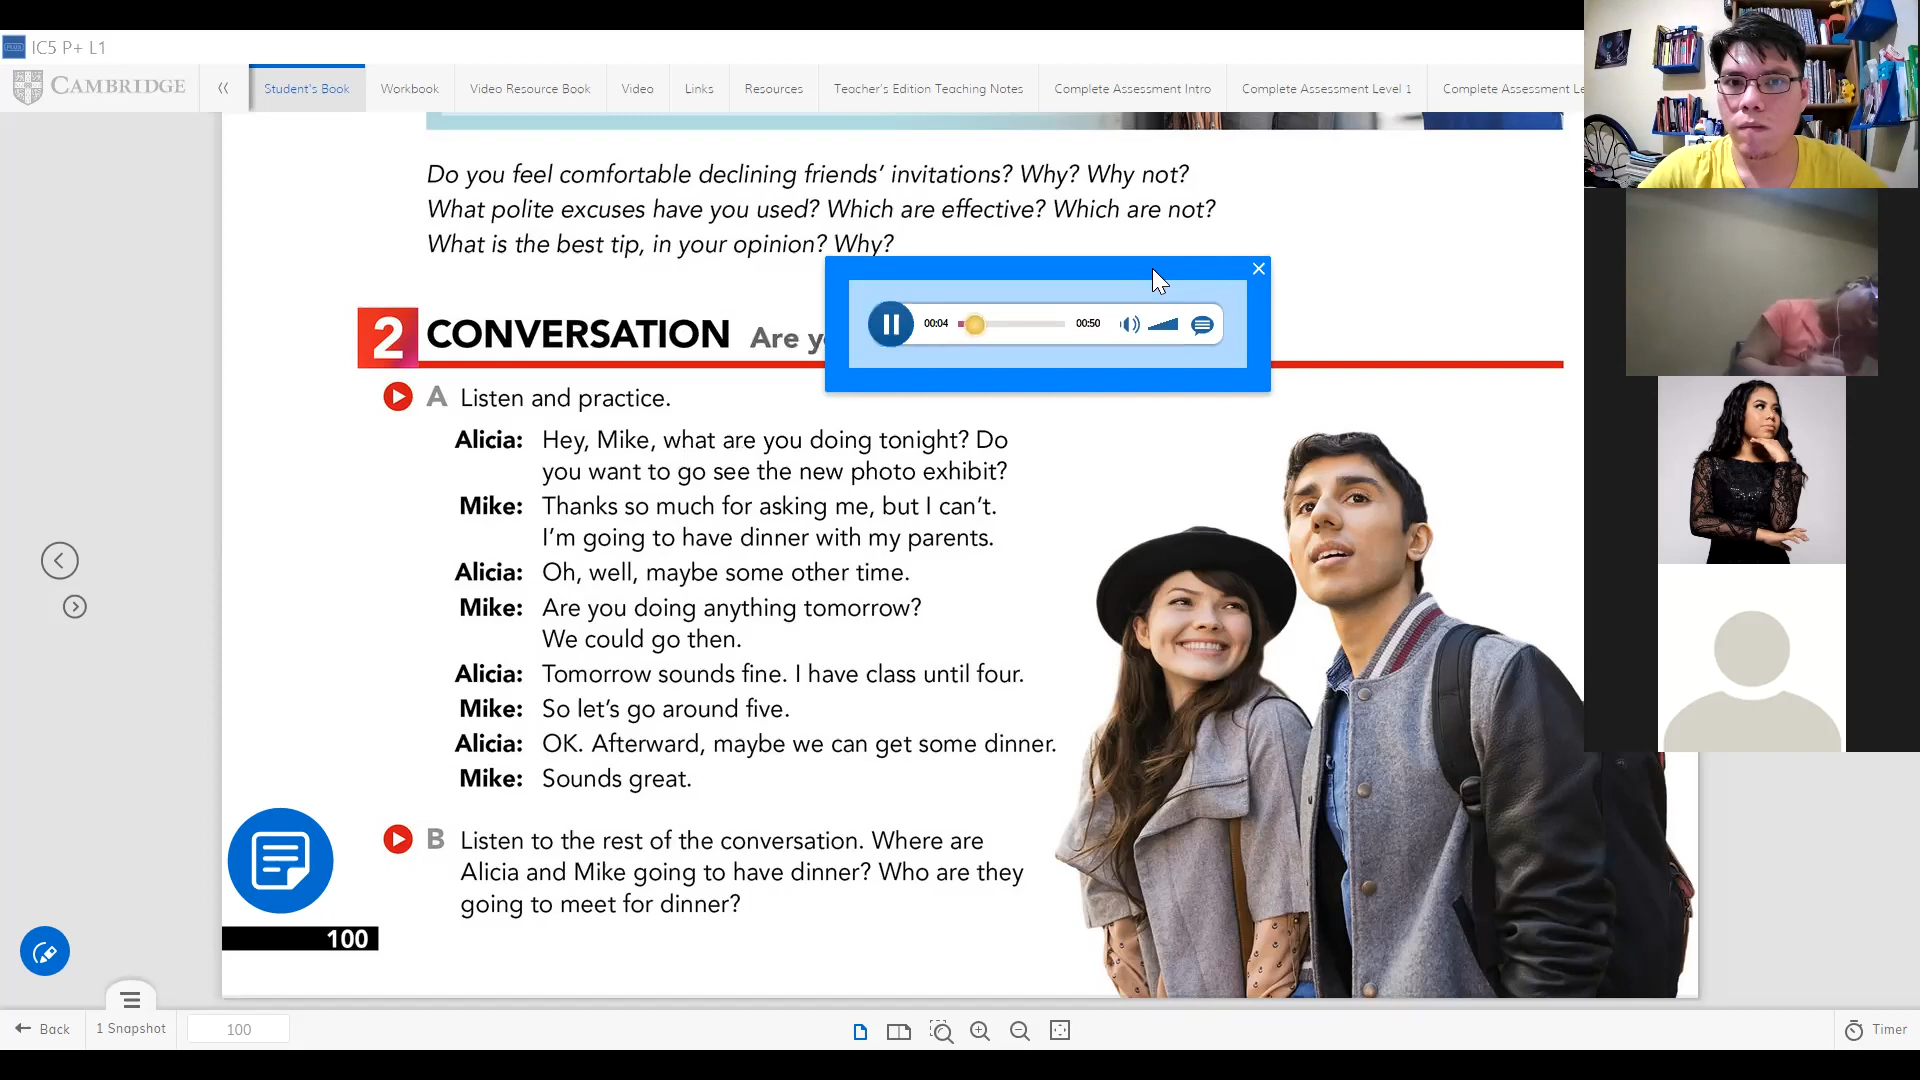 IC5 P+ L1
CAMBRIDGE
Student's Book
Workbook
Video Resource Book
Video
Links
Resources
Teacher's Edition Teaching Notes
Complete Assessment Intro
Complete Assessment Level 1
Complete Assessment Le
Do you feel comfortable declining friends' invitations? Why? Why not?
What polite excuses have you used? Which are effective? Which are not?
What is the best tip, in your opinion? Why?
00:04
00:50
2 CONVERSATION Are y
A Listen and practice.
Alicia: Hey, Mike, what are you doing tonight? Do
you want to go see the new photo exhibit?
Mike: Thanks so much for asking me, but I can't.
I'm going to have dinner with my parents.
Alicia: Oh, well, maybe some other time.
Mike: Are you doing anything tomorrow?
We could go then.
Alicia: Tomorrow sounds fine. I have class until four.
Mike: So let's go around five.
Alicia: OK. Afterward, maybe we can get some dinner.
Mike: Sounds great.
B Listen to the rest of the conversation. Where are
Alicia and Mike going to have dinner? Who are they
going to meet for dinner?
100
Back
1 Snapshot
100
Timer